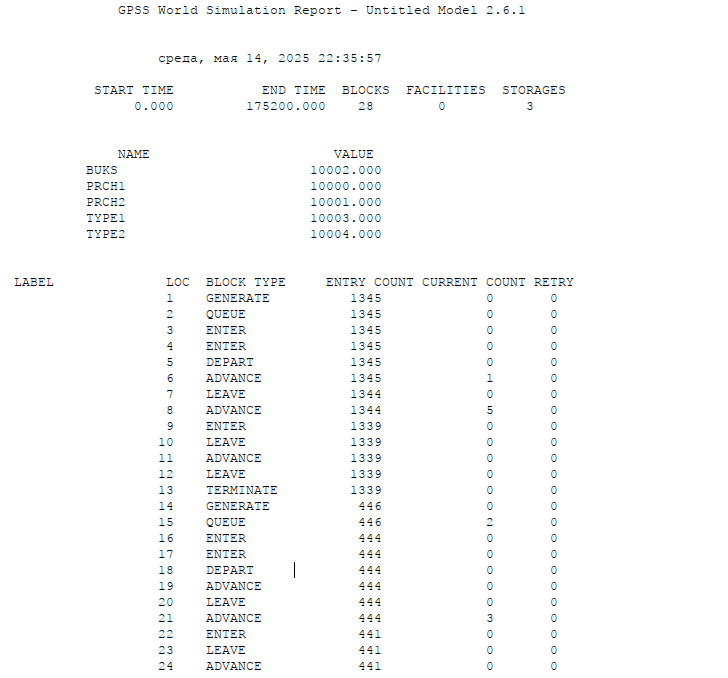 GPSS World Simulation Report - Untitled Model 2.6.1
среда, мая 14, 2025 22:35:57
START TIME END TIME BLOCKS FACILITIES STORAGES
0.000 175200.000 28 0 3
NAME VALUE
BUKS 10002.000
PRCH1 10000.000
PRCH2 10001.000
TYPE1 10003.000
TYPE2 10004.000
LABEL LOC BLOCK TYPE ENTRY COUNT CURRENT COUNT RETRY
1 GENERATE 1345 0 0
2 QUEUE 1345 0 0
3 ENTER 1345 0 0
4 ENTER 1345 0 0
5 DEPART 1345 0 0
6 ADVANCE 1345 1 0
7 LEAVE 1344 0 0
8 ADVANCE 1344 5 0
9 ENTER 1339 0 0
10 LEAVE 1339 0 0
11 ADVANCE 1339 0 0
12 LEAVE 1339 0 0
13 TERMINATE 1339 0 0
14 GENERATE 446 0 0
15 QUEUE 446 2 0
16 ENTER 444 0 0
17 ENTER 444 0 0
18 DEPART 444 0 0
19 ADVANCE 444 0 0
20 LEAVE 444 0 0
21 ADVANCE 444 3 0
22 ENTER 441 0 0
23 LEAVE 441 0 0
24 ADVANCE 441 0 0